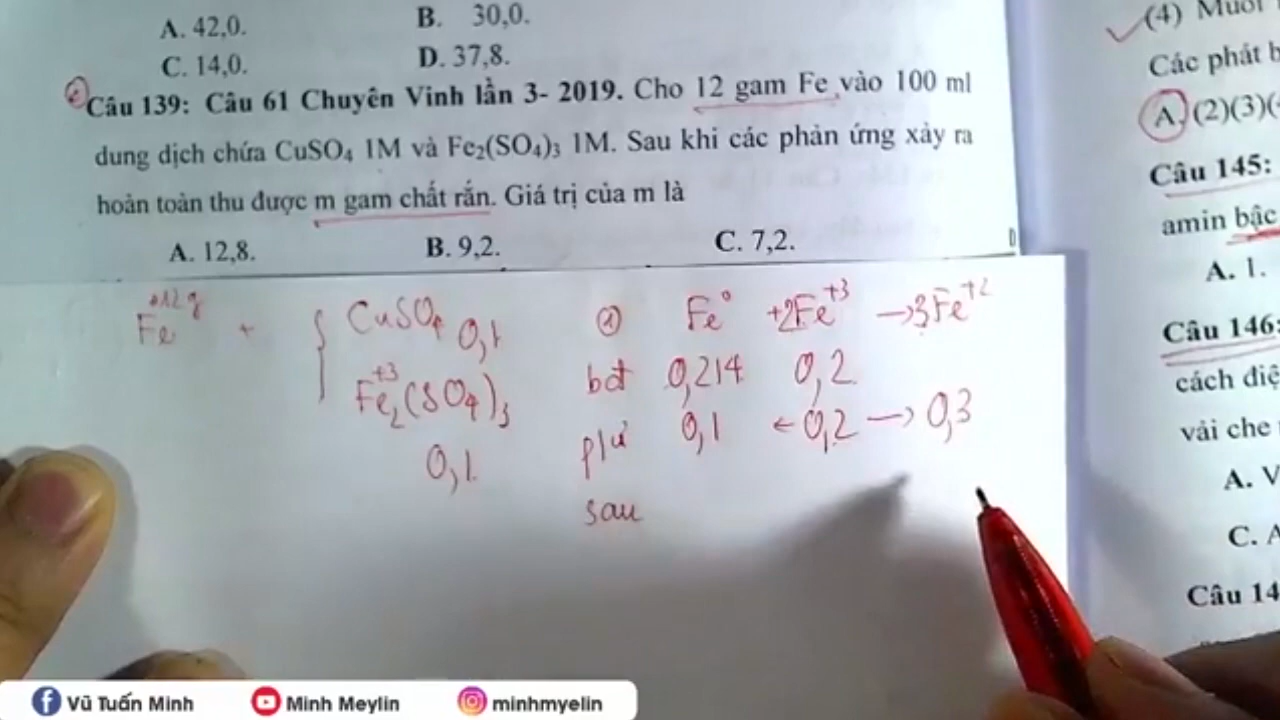 A. 42,0.
B. 30,0.
C. 14,0.
D. 37,8.
Câu 139: Câu 61 Chuyên Vinh lần 3- 2019. Cho 12 gam Fe vào 100 ml
dung dịch chứa CuSO₄ 1M và Fe₂(SO₄)₃ 1M. Sau khi các phản ứng xảy ra
hoàn toàn thu được m gam chất rắn. Giá trị của m là
A. 12,8.
B. 9,2.
C. 7,2.
D
12g
Fe + { CuSO₄ 0,1
+3
Fe₂(SO₄)₃
0,1
① Fe⁰ +2Fe⁺³ →3Fe⁺²
bđ 0,214 0,2
pứ 0,1 ← 0,2 → 0,3
sau
(4) Muối
Các phát b
A. (2)(3)(
Câu 145:
amin bậc
A. 1.
Câu 146:
cách điệ
vải che
A. V
C. A
Câu 14
Vũ Tuấn Minh
Minh Meylin
minhmyelin